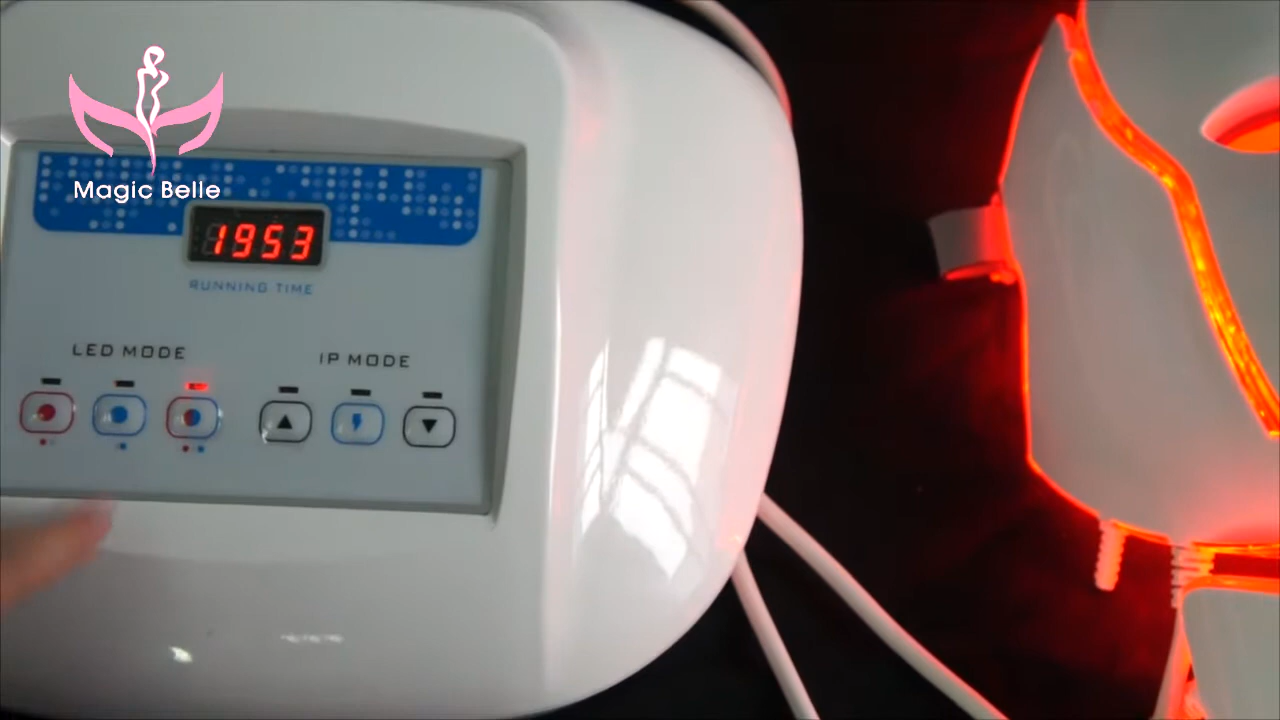 Magic Belle
1953
RUNNING TIME
LED MODE
IP MODE